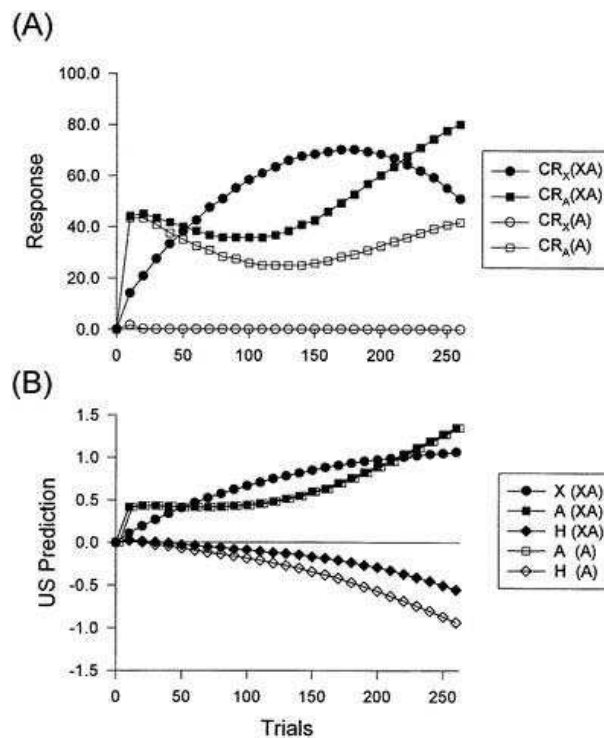 (A)
100.0
80.0
60.0
40.0
20.0
0.0
Response
0 50 100 150 200 250
CRX(XA)
CRA(XA)
CRX(A)
CRA(A)
(B)
1.5
1.0
0.5
0.0
-0.5
-1.0
-1.5
US Prediction
0 50 100 150 200 250
Trials
X (XA)
A (XA)
H (XA)
A (A)
H (A)